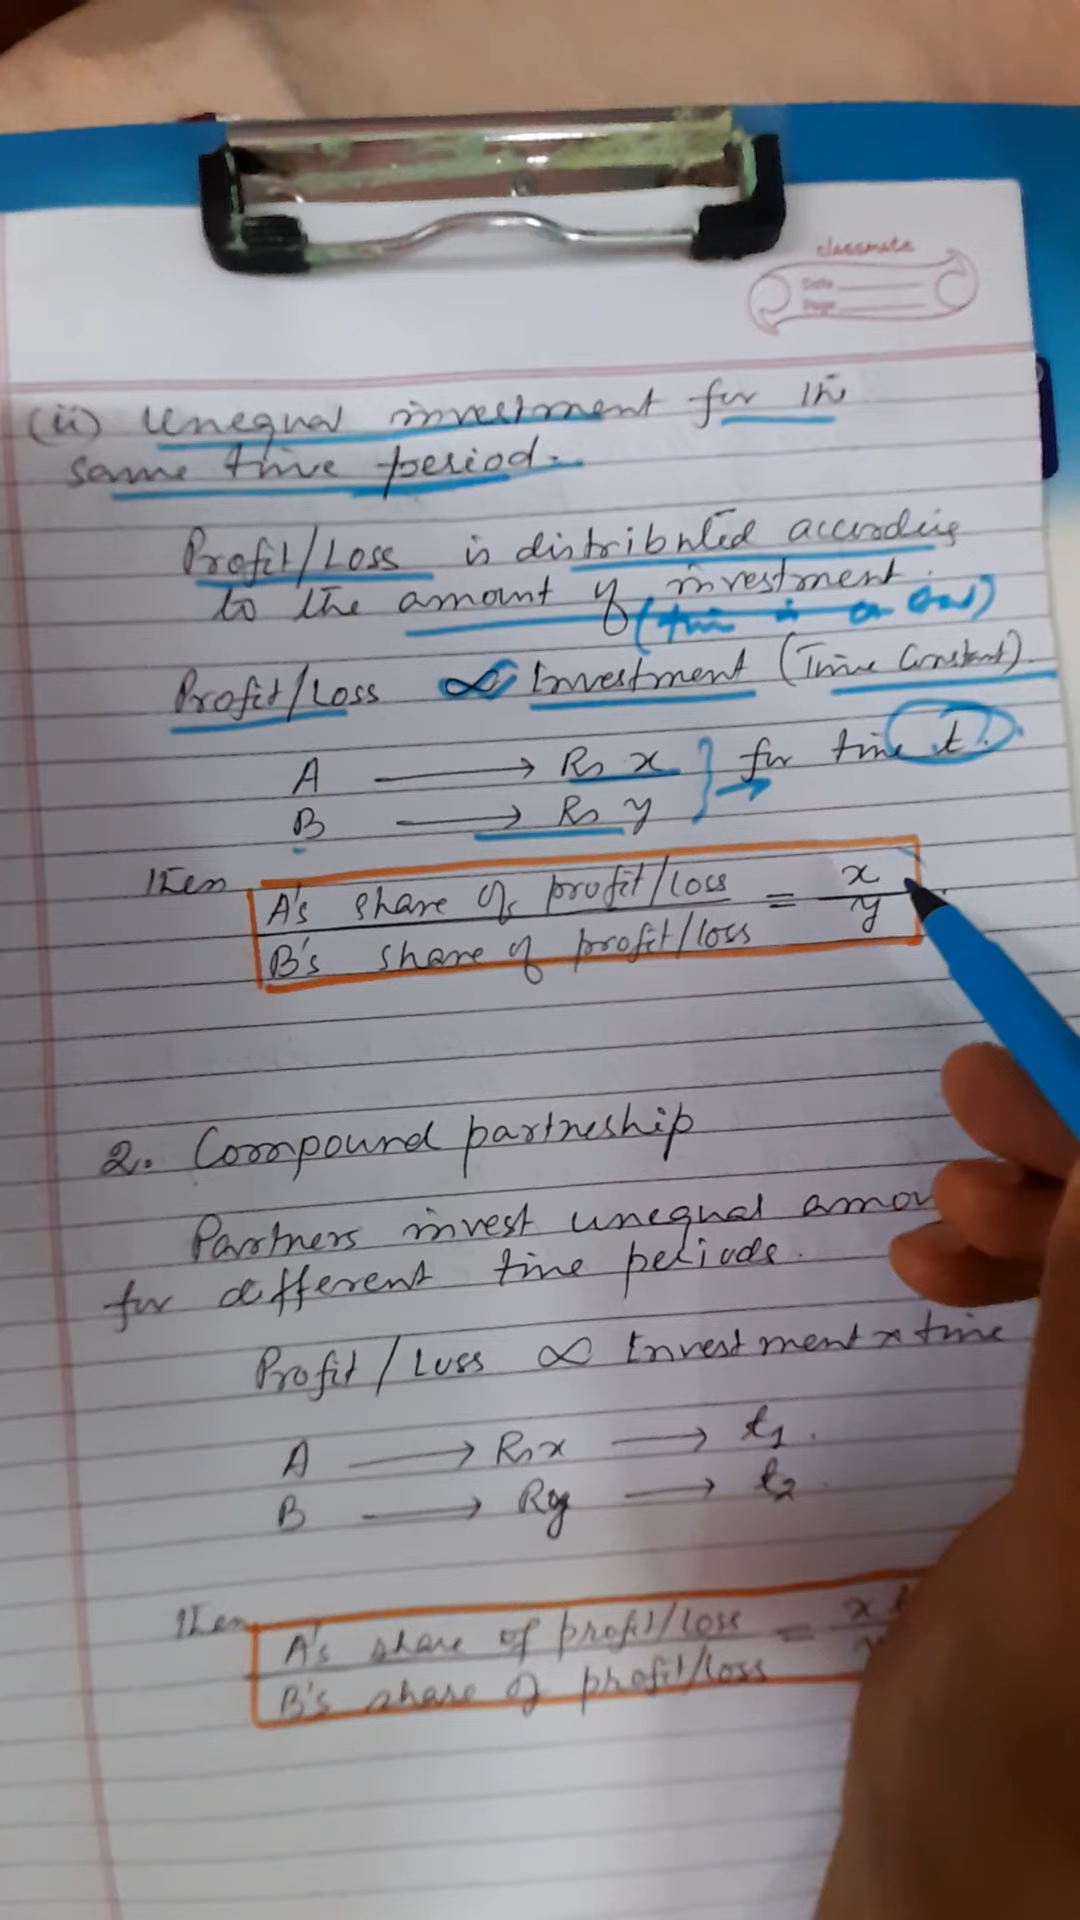 classmate
Date
Page
(ii) Unequal investment for the
same time period.
Profit/Loss is distributed according
to the amount of investment.
Profit/Loss ∝ Investment (Time Constant)
A → Rs x } for time t.
B → Rs y
then
A's share of profit/loss = x
B's share of profit/loss y
2. Compound partneship
Partners invest unequal
for different time periods.
Profit/Loss ∝ Investment x time
A → Rs x → t1.
B → Rs y → t2.
then
A's share of profit/loss = x
B's share of profit/loss